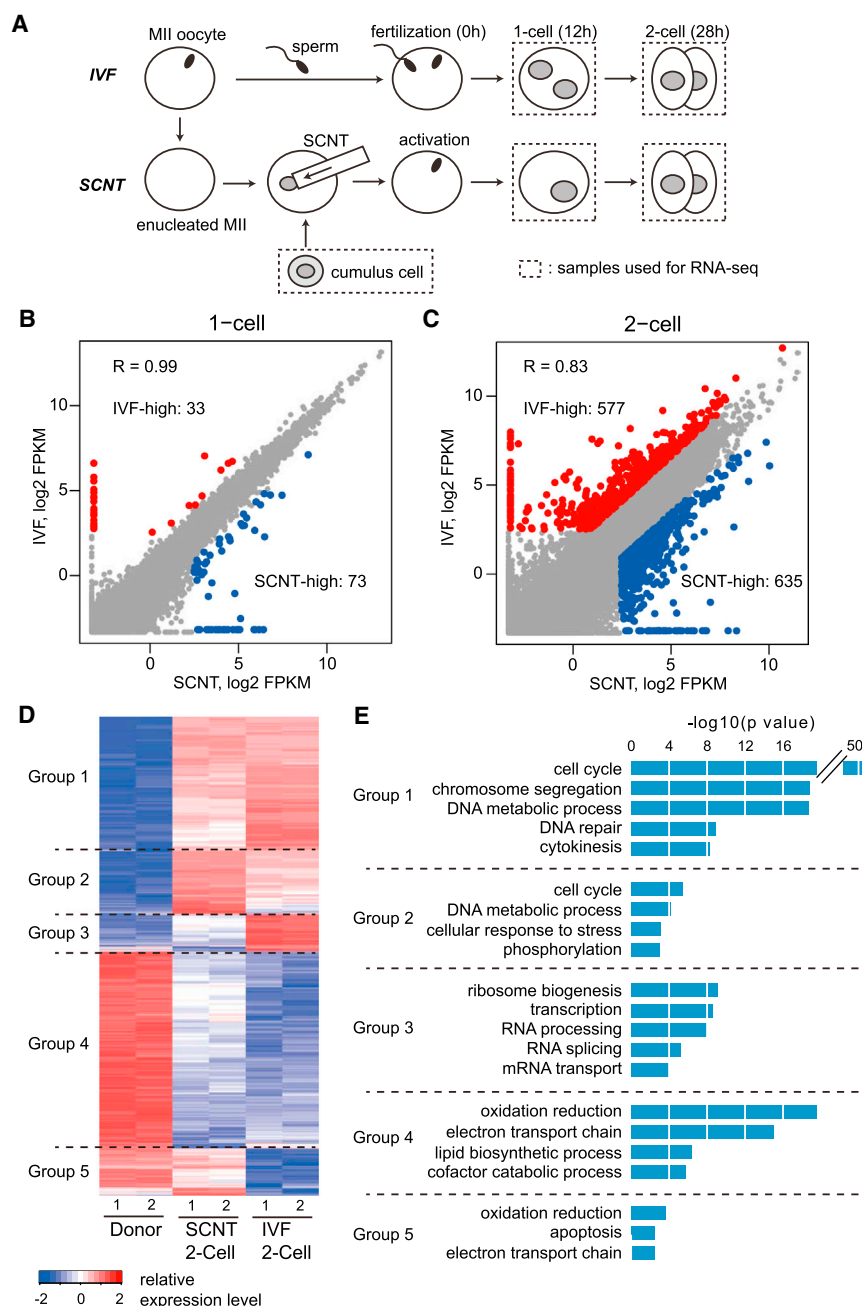 A
MII oocyte
sperm
fertilization (0h)
1-cell (12h)
2-cell (28h)
IVF
SCNT
activation
SCNT
enucleated MII
cumulus cell
: samples used for RNA-seq
B
1-cell
R = 0.99
IVF-high: 33
SCNT-high: 73
IVF, log2 FPKM
10
5
0
0
5
10
SCNT, log2 FPKM
C
2-cell
R = 0.83
IVF-high: 577
SCNT-high: 635
IVF, log2 FPKM
10
5
0
0
5
10
SCNT, log2 FPKM
D
Group 1
Group 2
Group 3
Group 4
Group 5
1 2 1 2 1 2
Donor
SCNT
2-Cell
IVF
2-Cell
-2 0 2
relative
expression level
E
-log10(p value)
0 4 8 12 16 50
Group 1
cell cycle
chromosome segregation
DNA metabolic process
DNA repair
cytokinesis
Group 2
cell cycle
DNA metabolic process
cellular response to stress
phosphorylation
Group 3
ribosome biogenesis
transcription
RNA processing
RNA splicing
mRNA transport
Group 4
oxidation reduction
electron transport chain
lipid biosynthetic process
cofactor catabolic process
Group 5
oxidation reduction
apoptosis
electron transport chain